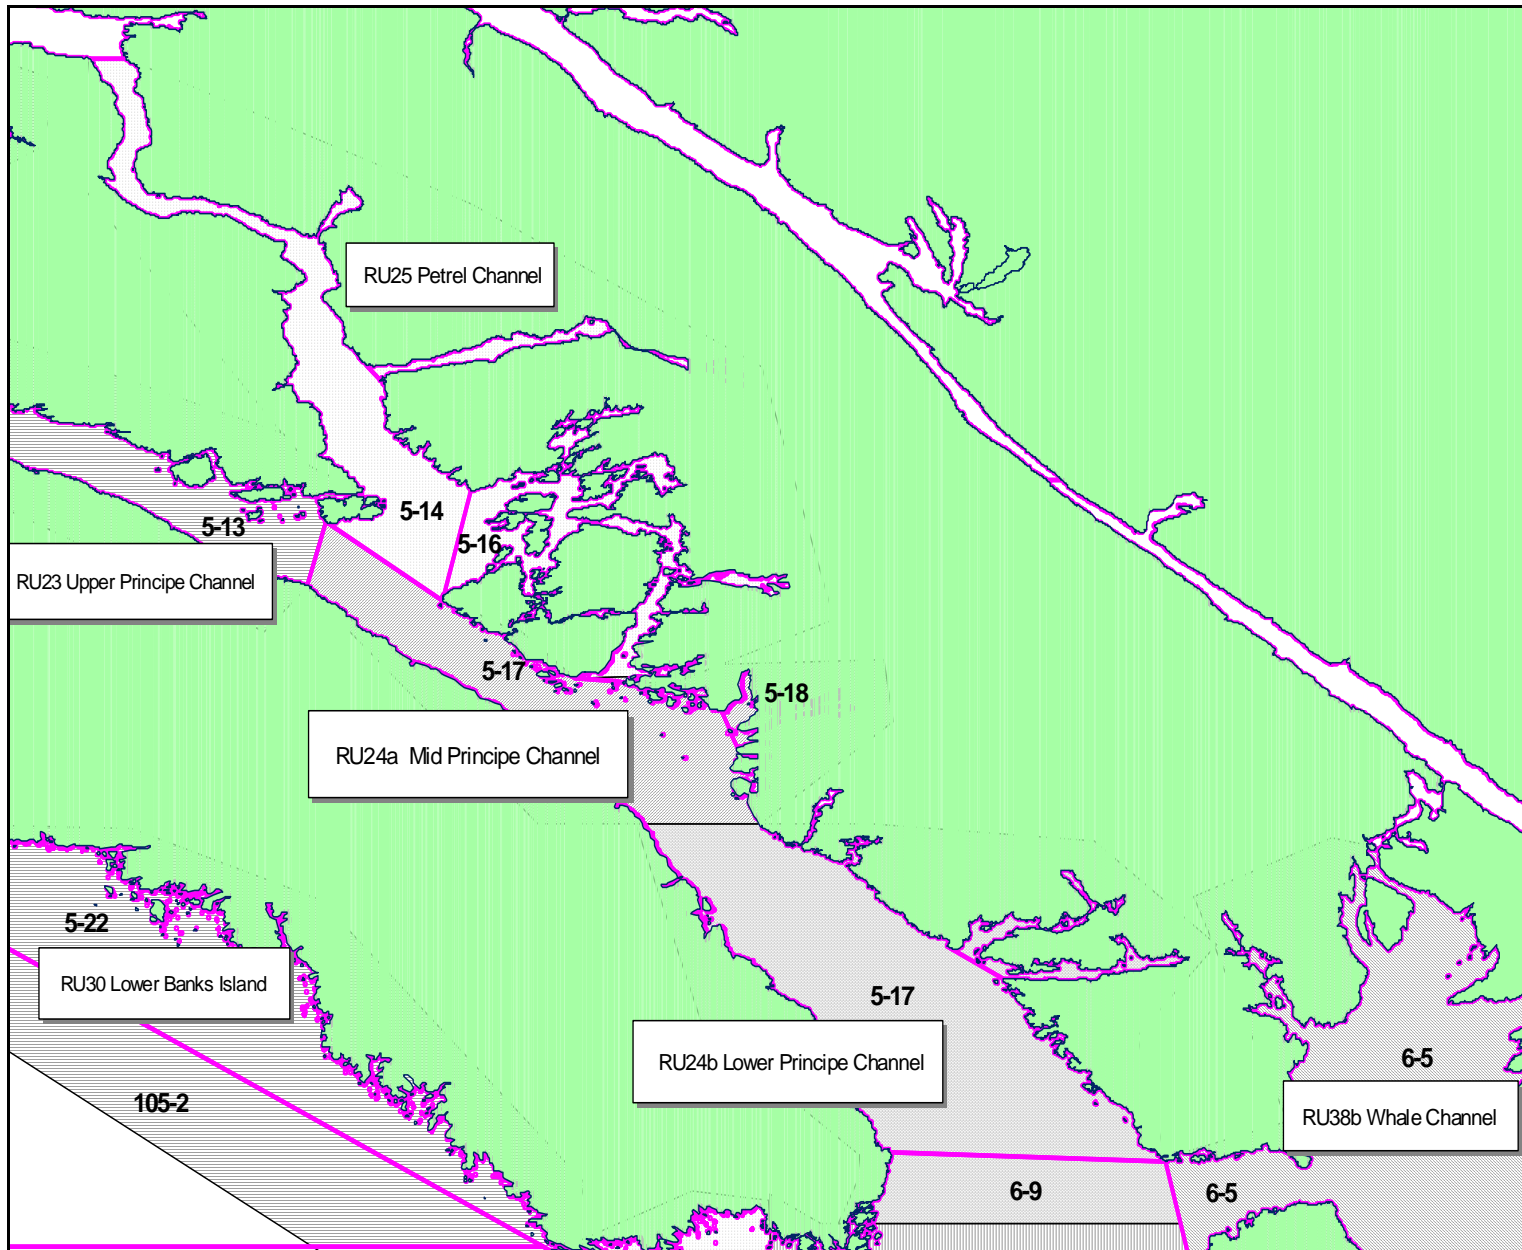 RU25 Petrel Channel
5-14
5-13
5-16
RU23 Upper Principe Channel
5-17
5-18
RU24a Mid Principe Channel
5-22
RU30 Lower Banks Island
5-17
RU24b Lower Principe Channel
6-5
105-2
RU38b Whale Channel
6-9
6-5